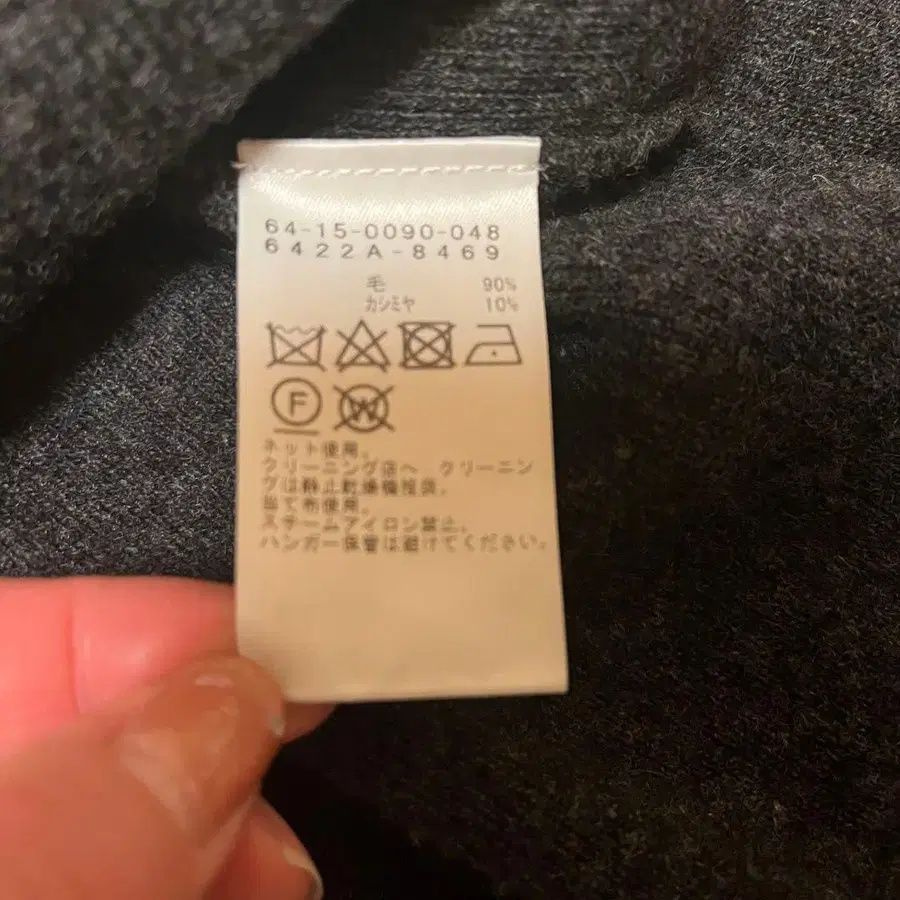 64-15-0090-048
6422A-8469
毛 90%
カシミヤ 10%
F W
ネット使用。
クリーニング店へ クリーニン
グは静止乾燥機推奨。
当て布使用。
スチームアイロン禁止。
ハンガー保管は避けてください。